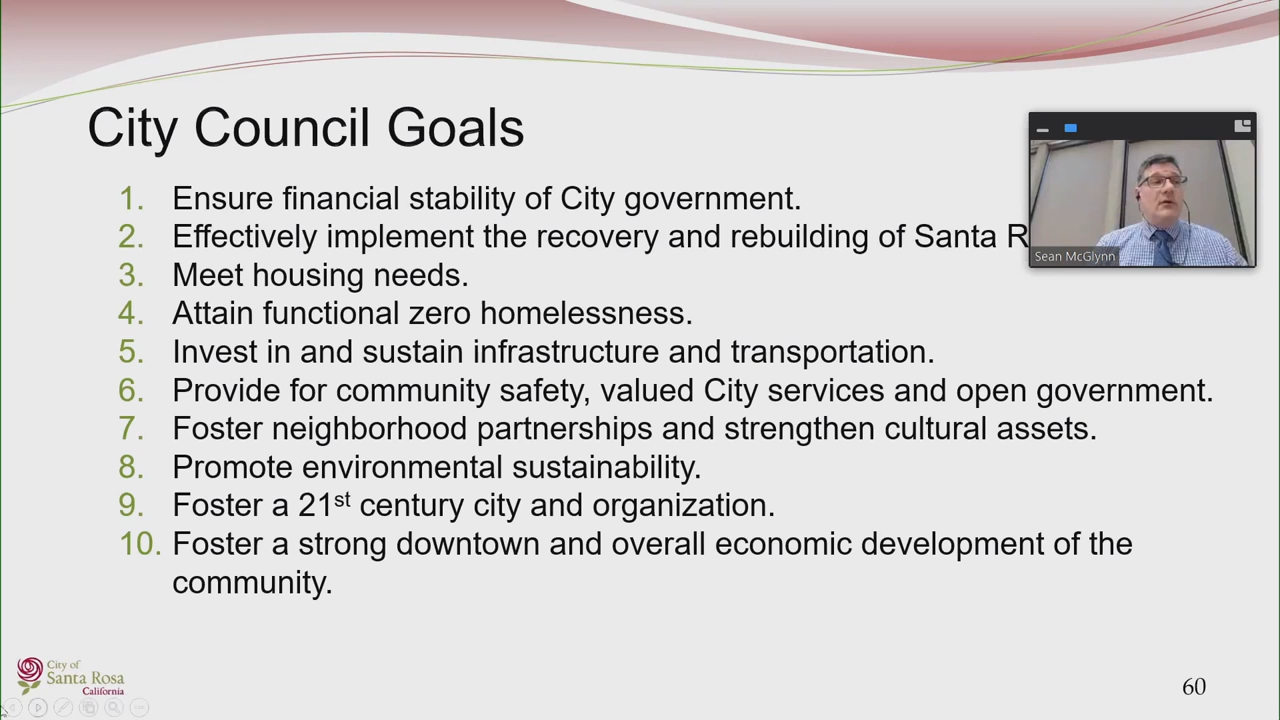 City Council Goals
1. Ensure financial stability of City government.
2. Effectively implement the recovery and rebuilding of Santa R
3. Meet housing needs.
4. Attain functional zero homelessness.
5. Invest in and sustain infrastructure and transportation.
6. Provide for community safety, valued City services and open government.
7. Foster neighborhood partnerships and strengthen cultural assets.
8. Promote environmental sustainability.
9. Foster a 21st century city and organization.
10. Foster a strong downtown and overall economic development of the
community.
Sean McGlynn
City of
Santa Rosa
California
60